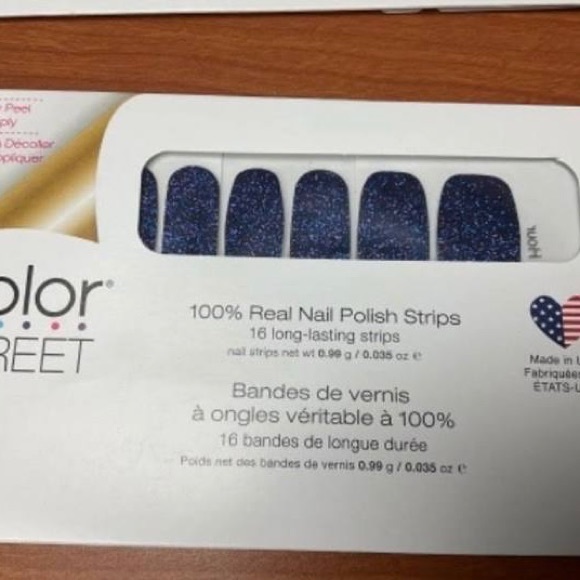 Peel
ply
Décoller
ppliquer
olor®
REET
100% Real Nail Polish Strips
16 long-lasting strips
nail strips net wt 0.99 g / 0.035 oz ℮
Bandes de vernis
à ongles véritable à 100%
16 bandes de longue durée
Poids net des bandes de vernis 0.99 g / 0.035 oz ℮
Made in U
Fabriquées
ÉTATS-U